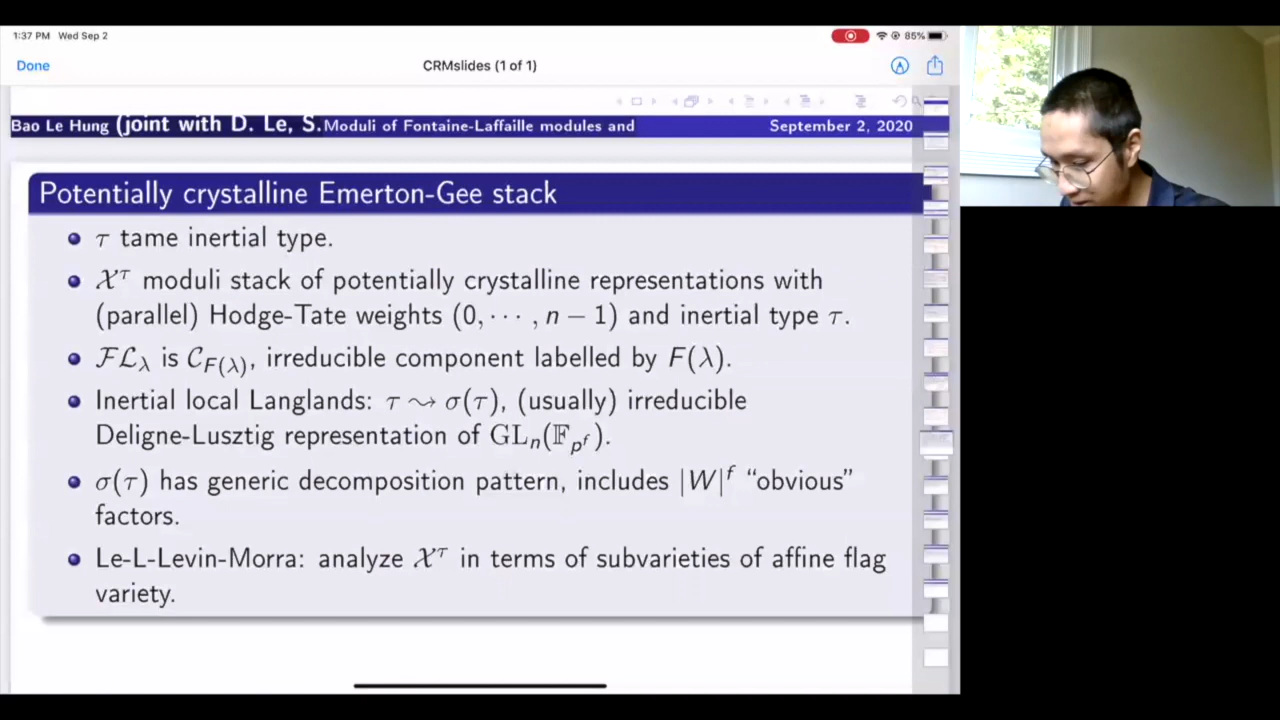 1:37 PM Wed Sep 2
85%
Done
CRMslides (1 of 1)
Bao Le Hung (joint with D. Le, S. Moduli of Fontaine-Laffaille modules and
September 2, 2020
Potentially crystalline Emerton-Gee stack
τ tame inertial type.
𝒳^τ moduli stack of potentially crystalline representations with
(parallel) Hodge-Tate weights (0, ⋯ , n − 1) and inertial type τ.
ℱℒ_λ is 𝒞_{F(λ)}, irreducible component labelled by F(λ).
Inertial local Langlands: τ ⇝ σ(τ), (usually) irreducible
Deligne-Lusztig representation of GL_n(𝔽_{p^f}).
σ(τ) has generic decomposition pattern, includes |W|^f “obvious”
factors.
Le-L-Levin-Morra: analyze 𝒳^τ in terms of subvarieties of affine flag
variety.